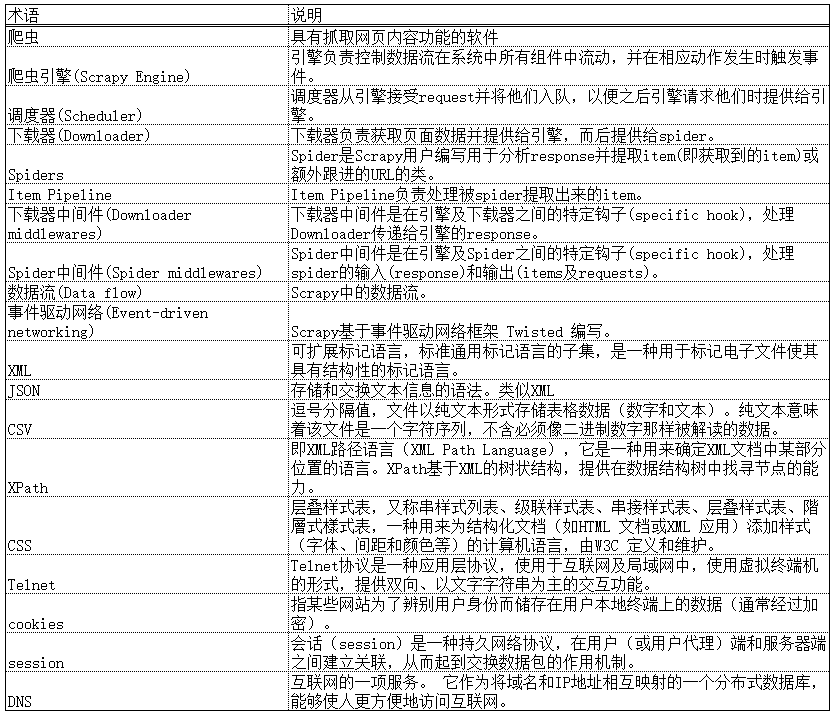 术语 说明
爬虫 具有抓取网页内容功能的软件
引擎负责控制数据流在系统中所有组件中流动，并在相应动作发生时触发事
爬虫引擎(Scrapy Engine) 件。
调度器从引擎接受request并将他们入队，以便之后引擎请求他们时提供给引
调度器(Scheduler) 擎。
下载器(Downloader) 下载器负责获取页面数据并提供给引擎，而后提供给spider。
Spider是Scrapy用户编写用于分析response并提取item(即获取到的item)或
Spiders 额外跟进的URL的类。
Item Pipeline Item Pipeline负责处理被spider提取出来的item。
下载器中间件(Downloader 下载器中间件是在引擎及下载器之间的特定钩子(specific hook)，处理
middlewares) Downloader传递给引擎的response。
Spider中间件是在引擎及Spider之间的特定钩子(specific hook)，处理
Spider中间件(Spider middlewares) spider的输入(response)和输出(items及requests)。
数据流(Data flow) Scrapy中的数据流。
事件驱动网络(Event-driven
networking) Scrapy基于事件驱动网络框架 Twisted 编写。
可扩展标记语言，标准通用标记语言的子集，是一种用于标记电子文件使其
XML 具有结构性的标记语言。
JSON 存储和交换文本信息的语法。类似XML
逗号分隔值，文件以纯文本形式存储表格数据（数字和文本）。纯文本意味
CSV 着该文件是一个字符序列，不含必须像二进制数字那样被解读的数据。
即XML路径语言（XML Path Language），它是一种用来确定XML文档中某部分
位置的语言。XPath基于XML的树状结构，提供在数据结构树中找寻节点的能
XPath 力。
层叠样式表，又称串样式列表、级联样式表、串接样式表、层叠样式表、階
層式樣式表，一种用来为结构化文档（如HTML 文档或XML 应用）添加样式
CSS （字体、间距和颜色等）的计算机语言，由W3C 定义和维护。
Telnet协议是一种应用层协议，使用于互联网及局域网中，使用虚拟终端机
Telnet 的形式，提供双向、以文字字符串为主的交互功能。
指某些网站为了辨别用户身份而储存在用户本地终端上的数据（通常经过加
cookies 密）。
会话（session）是一种持久网络协议，在用户（或用户代理）端和服务器端
session 之间建立关联，从而起到交换数据包的作用机制。
互联网的一项服务。 它作为将域名和IP地址相互映射的一个分布式数据库，
DNS 能够使人更方便地访问互联网。